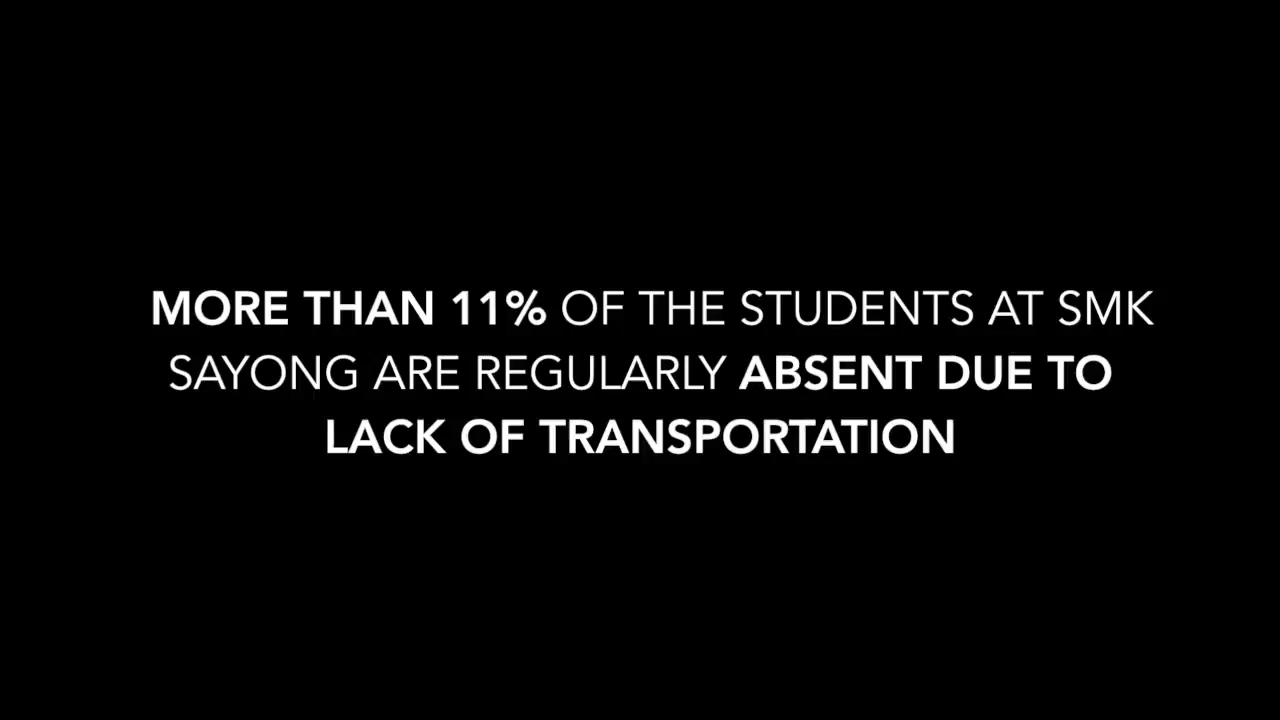 MORE THAN 11% OF THE STUDENTS AT SMK
SAYONG ARE REGULARLY ABSENT DUE TO
LACK OF TRANSPORTATION